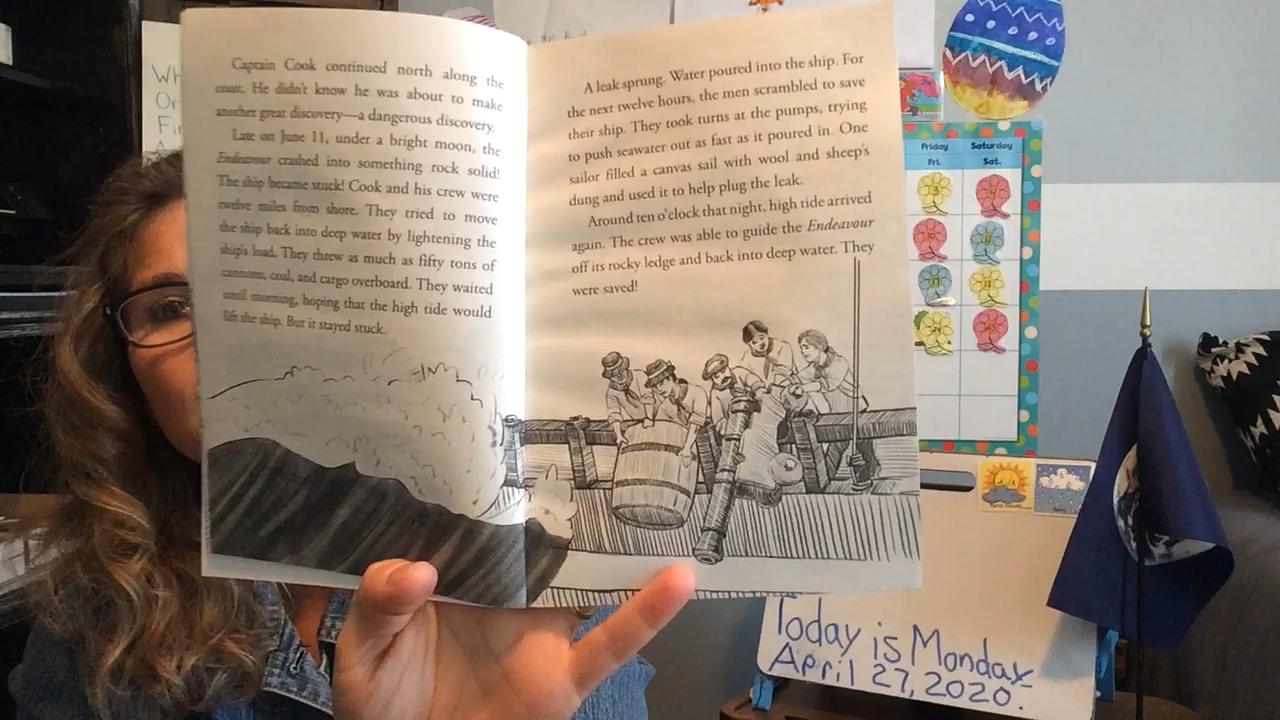 Captain Cook continued north along the
coast. He didn't know he was about to make
another great discovery—a dangerous discovery.
Late on June 11, under a bright moon, the
Endeavour crashed into something rock solid!
The ship became stuck! Cook and his crew were
twelve miles from shore. They tried to move
the ship back into deep water by lightening the
ship's load. They threw as much as fifty tons of
cannons, coal, and cargo overboard. They waited
until morning, hoping that the high tide would
lift the ship. But it stayed stuck.
A leak sprung. Water poured into the ship. For
the next twelve hours, the men scrambled to save
their ship. They took turns at the pumps, trying
to push seawater out as fast as it poured in. One
sailor filled a canvas sail with wool and sheep's
dung and used it to help plug the leak.
Around ten o'clock that night, high tide arrived
again. The crew was able to guide the Endeavour
off its rocky ledge and back into deep water. They
were saved!
Friday Saturday
Fri. Sat.
3 4
10 11
17
Today is Monday
April 27, 2020.